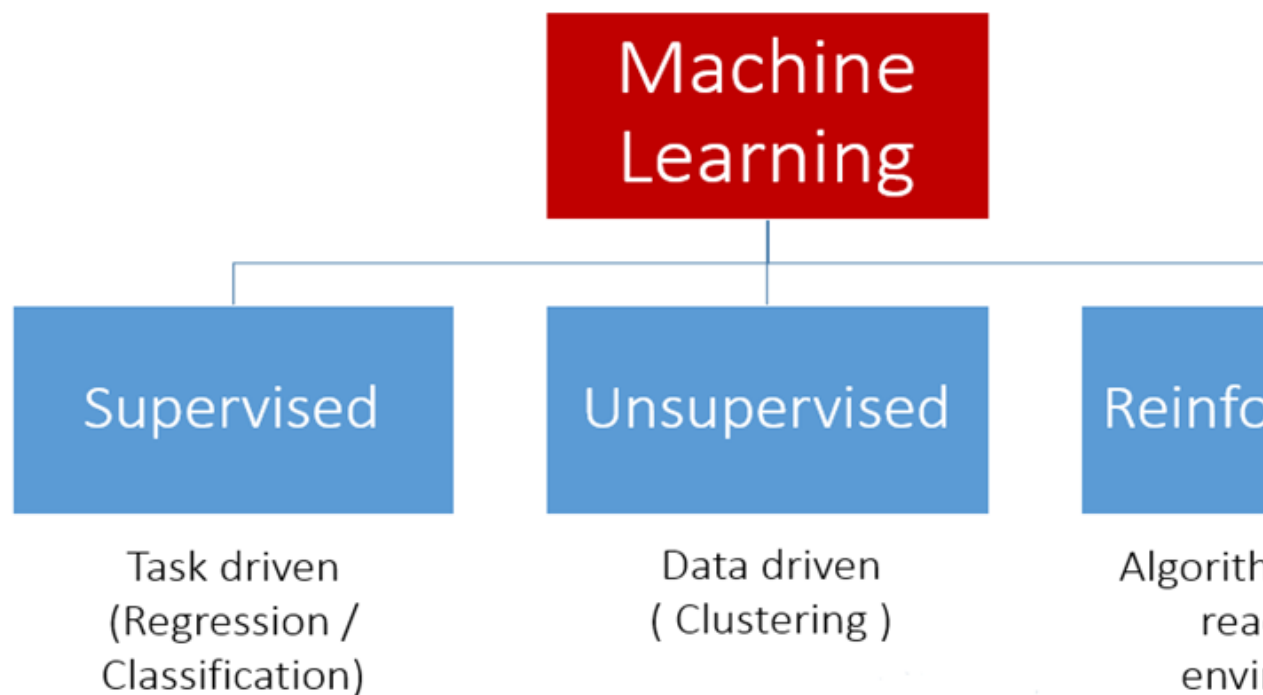 Machine
Learning
Supervised
Unsupervised
Task driven
(Regression /
Classification)
Data driven
( Clustering )